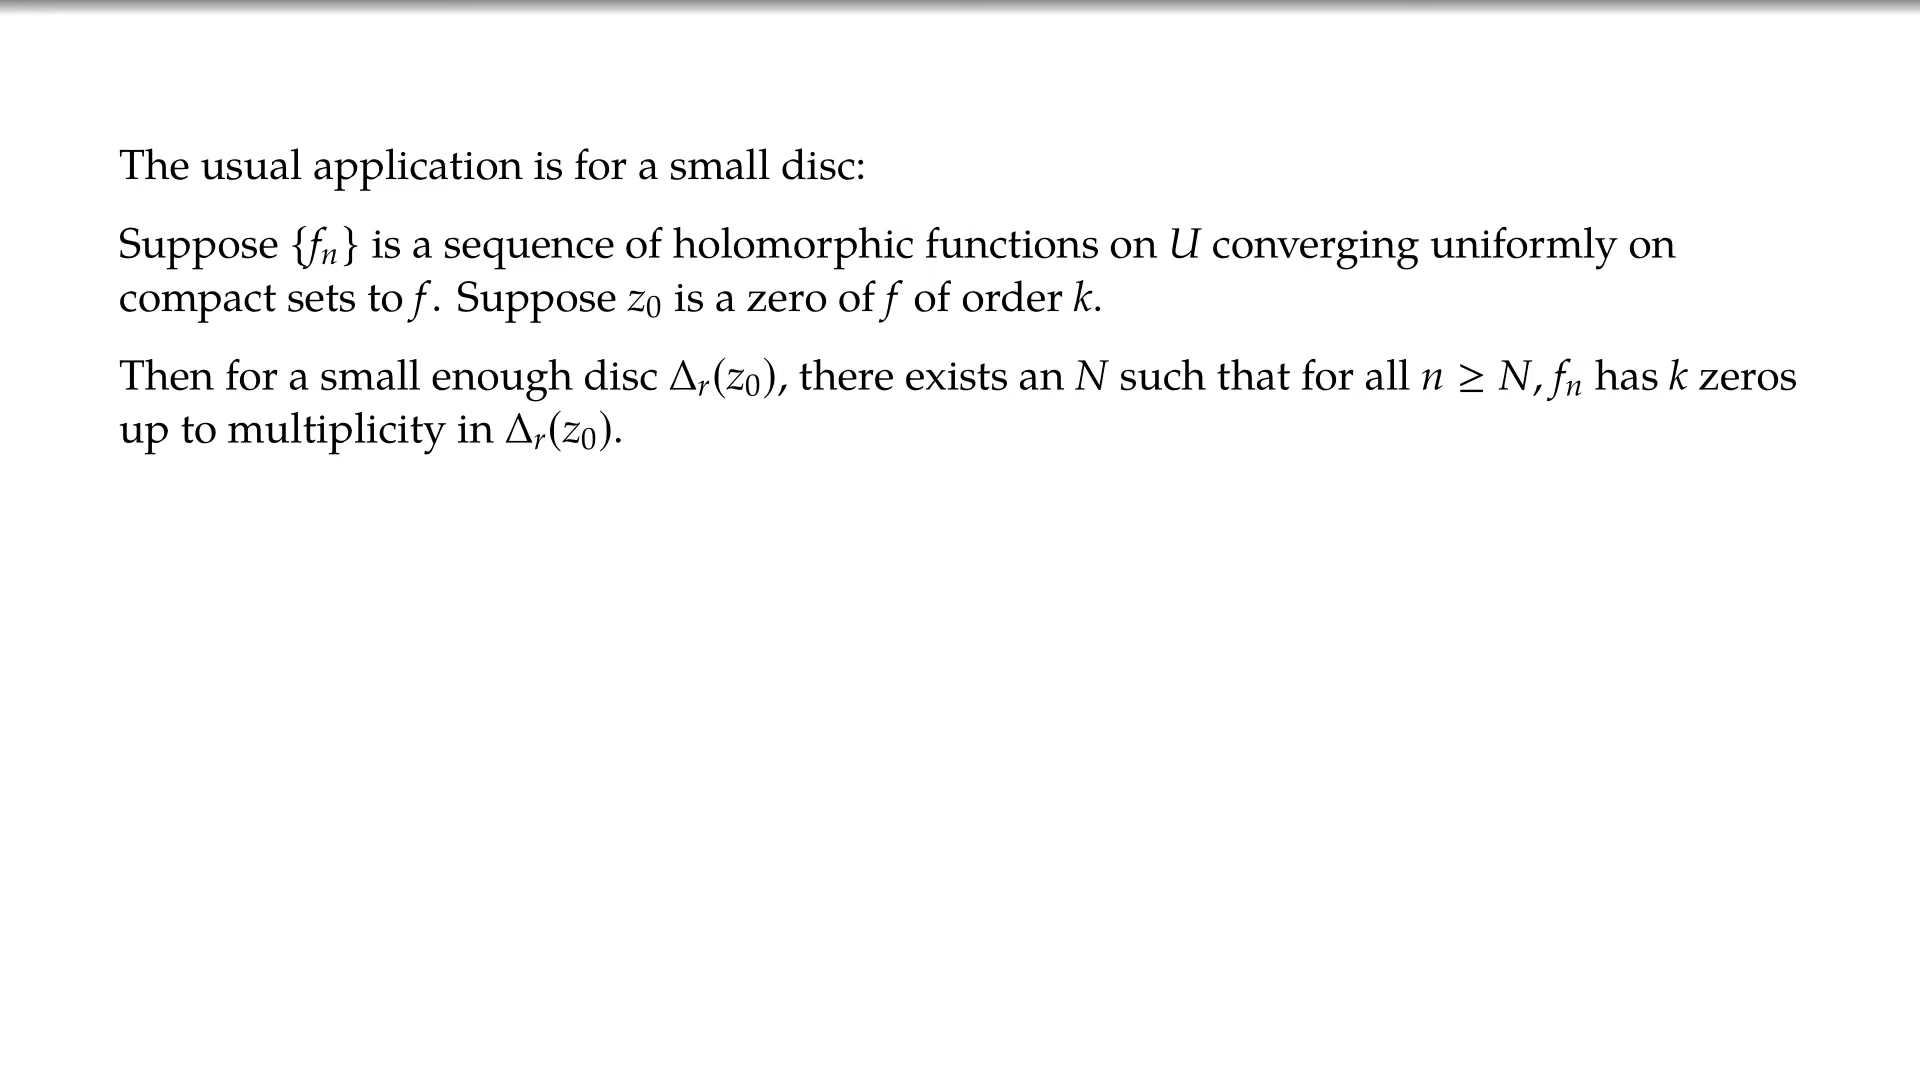 The usual application is for a small disc:
Suppose {fₙ} is a sequence of holomorphic functions on U converging uniformly on
compact sets to f. Suppose z₀ is a zero of f of order k.
Then for a small enough disc Δᵣ(z₀), there exists an N such that for all n ≥ N, fₙ has k zeros
up to multiplicity in Δᵣ(z₀).